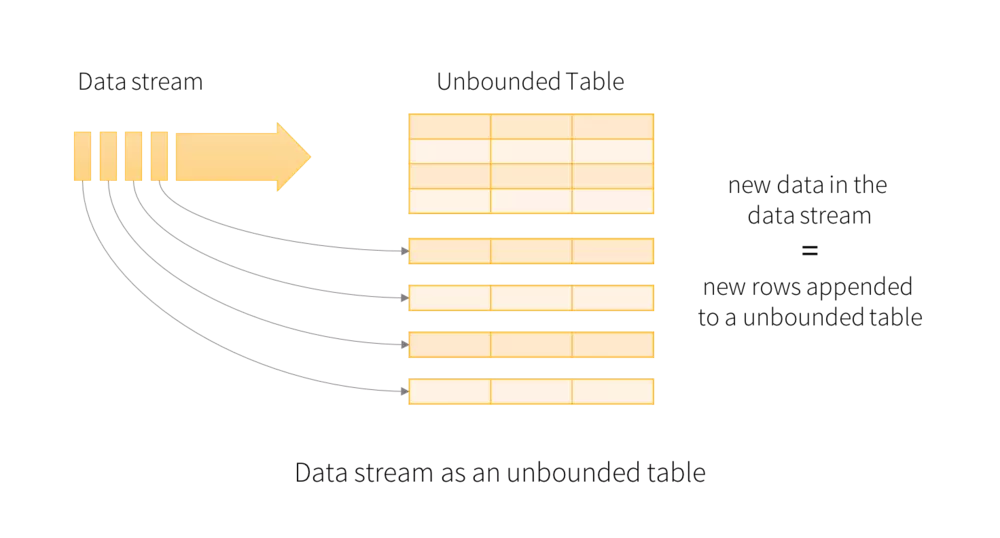 Data stream
Unbounded Table
new data in the
data stream
=
new rows appended
to a unbounded table
Data stream as an unbounded table